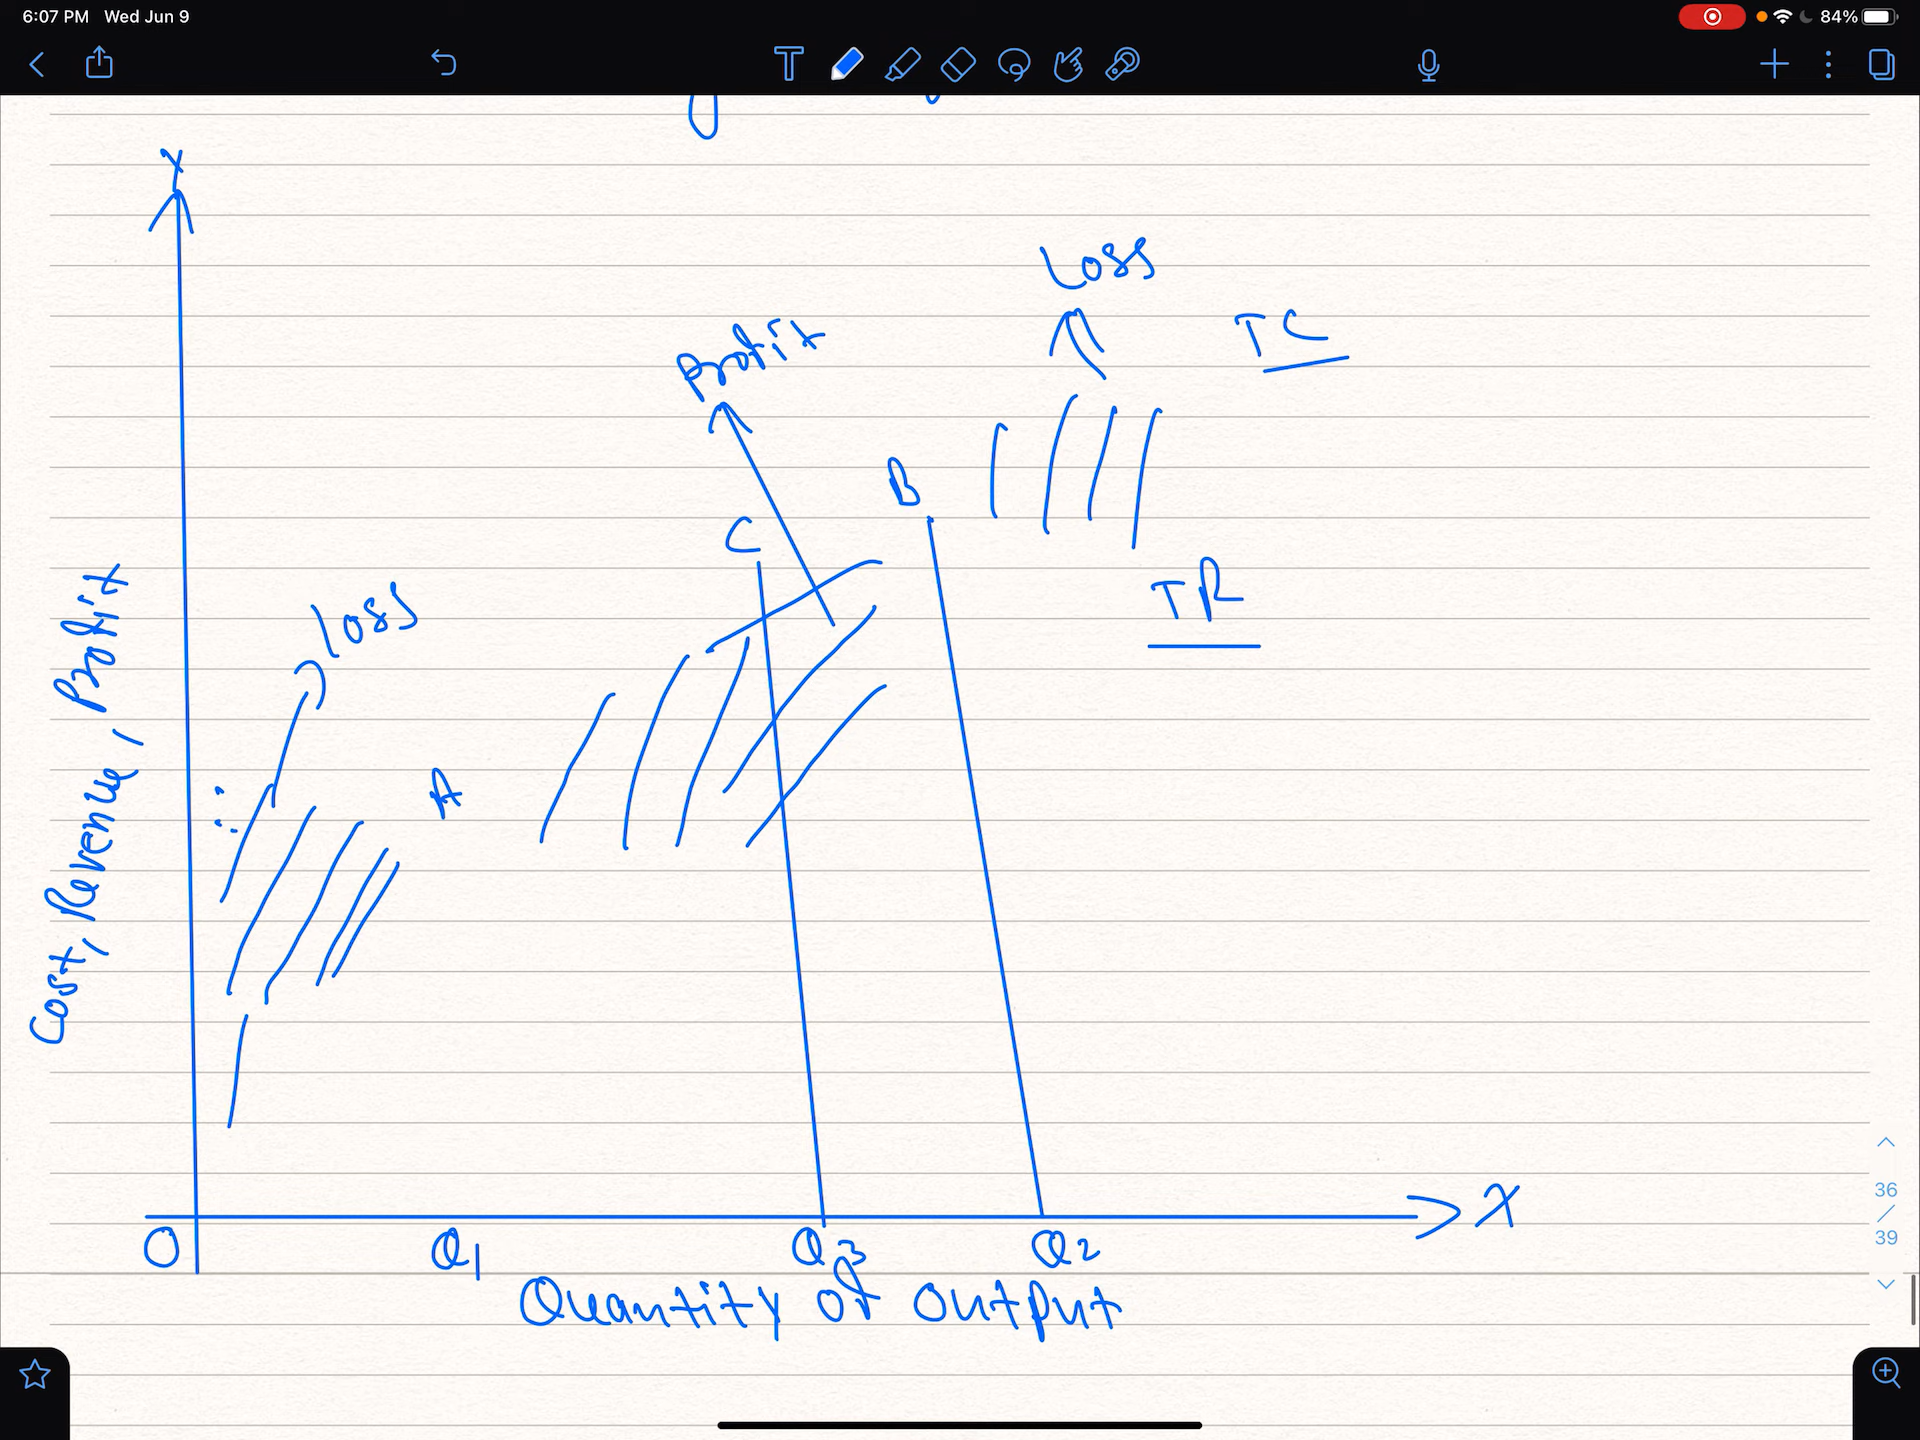 6:07 PM Wed Jun 9
84%
T
Y
Loss
TC
Profit
B
C
TR
Loss
A
Cost, Revenue, Profit
O
Q1
Q3
Q2
X
Quantity of output
36
/
39